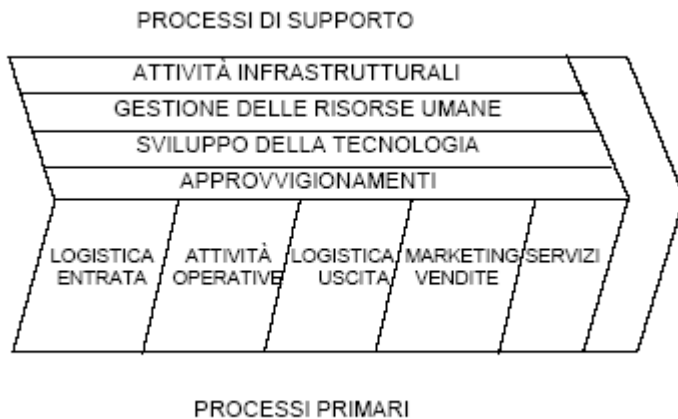 PROCESSI DI SUPPORTO
ATTIVITÀ INFRASTRUTTURALI
GESTIONE DELLE RISORSE UMANE
SVILUPPO DELLA TECNOLOGIA
APPROVVIGIONAMENTI
LOGISTICA
ENTRATA
ATTIVITÀ
OPERATIVE
LOGISTICA
USCITA
MARKETING
VENDITE
SERVIZI
PROCESSI PRIMARI